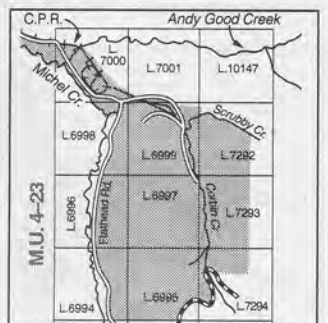 C.P.R.
Andy Good Creek
L.
7000
L.7001
L.10147
Michel Cr.
Scrubby Cr.
L.6998
L.6999
L.7292
L.6996
Flathead Rd.
L.6997
Corbin Cr.
L.7293
M.U. 4–23
L.6994
L.6995
L.7294